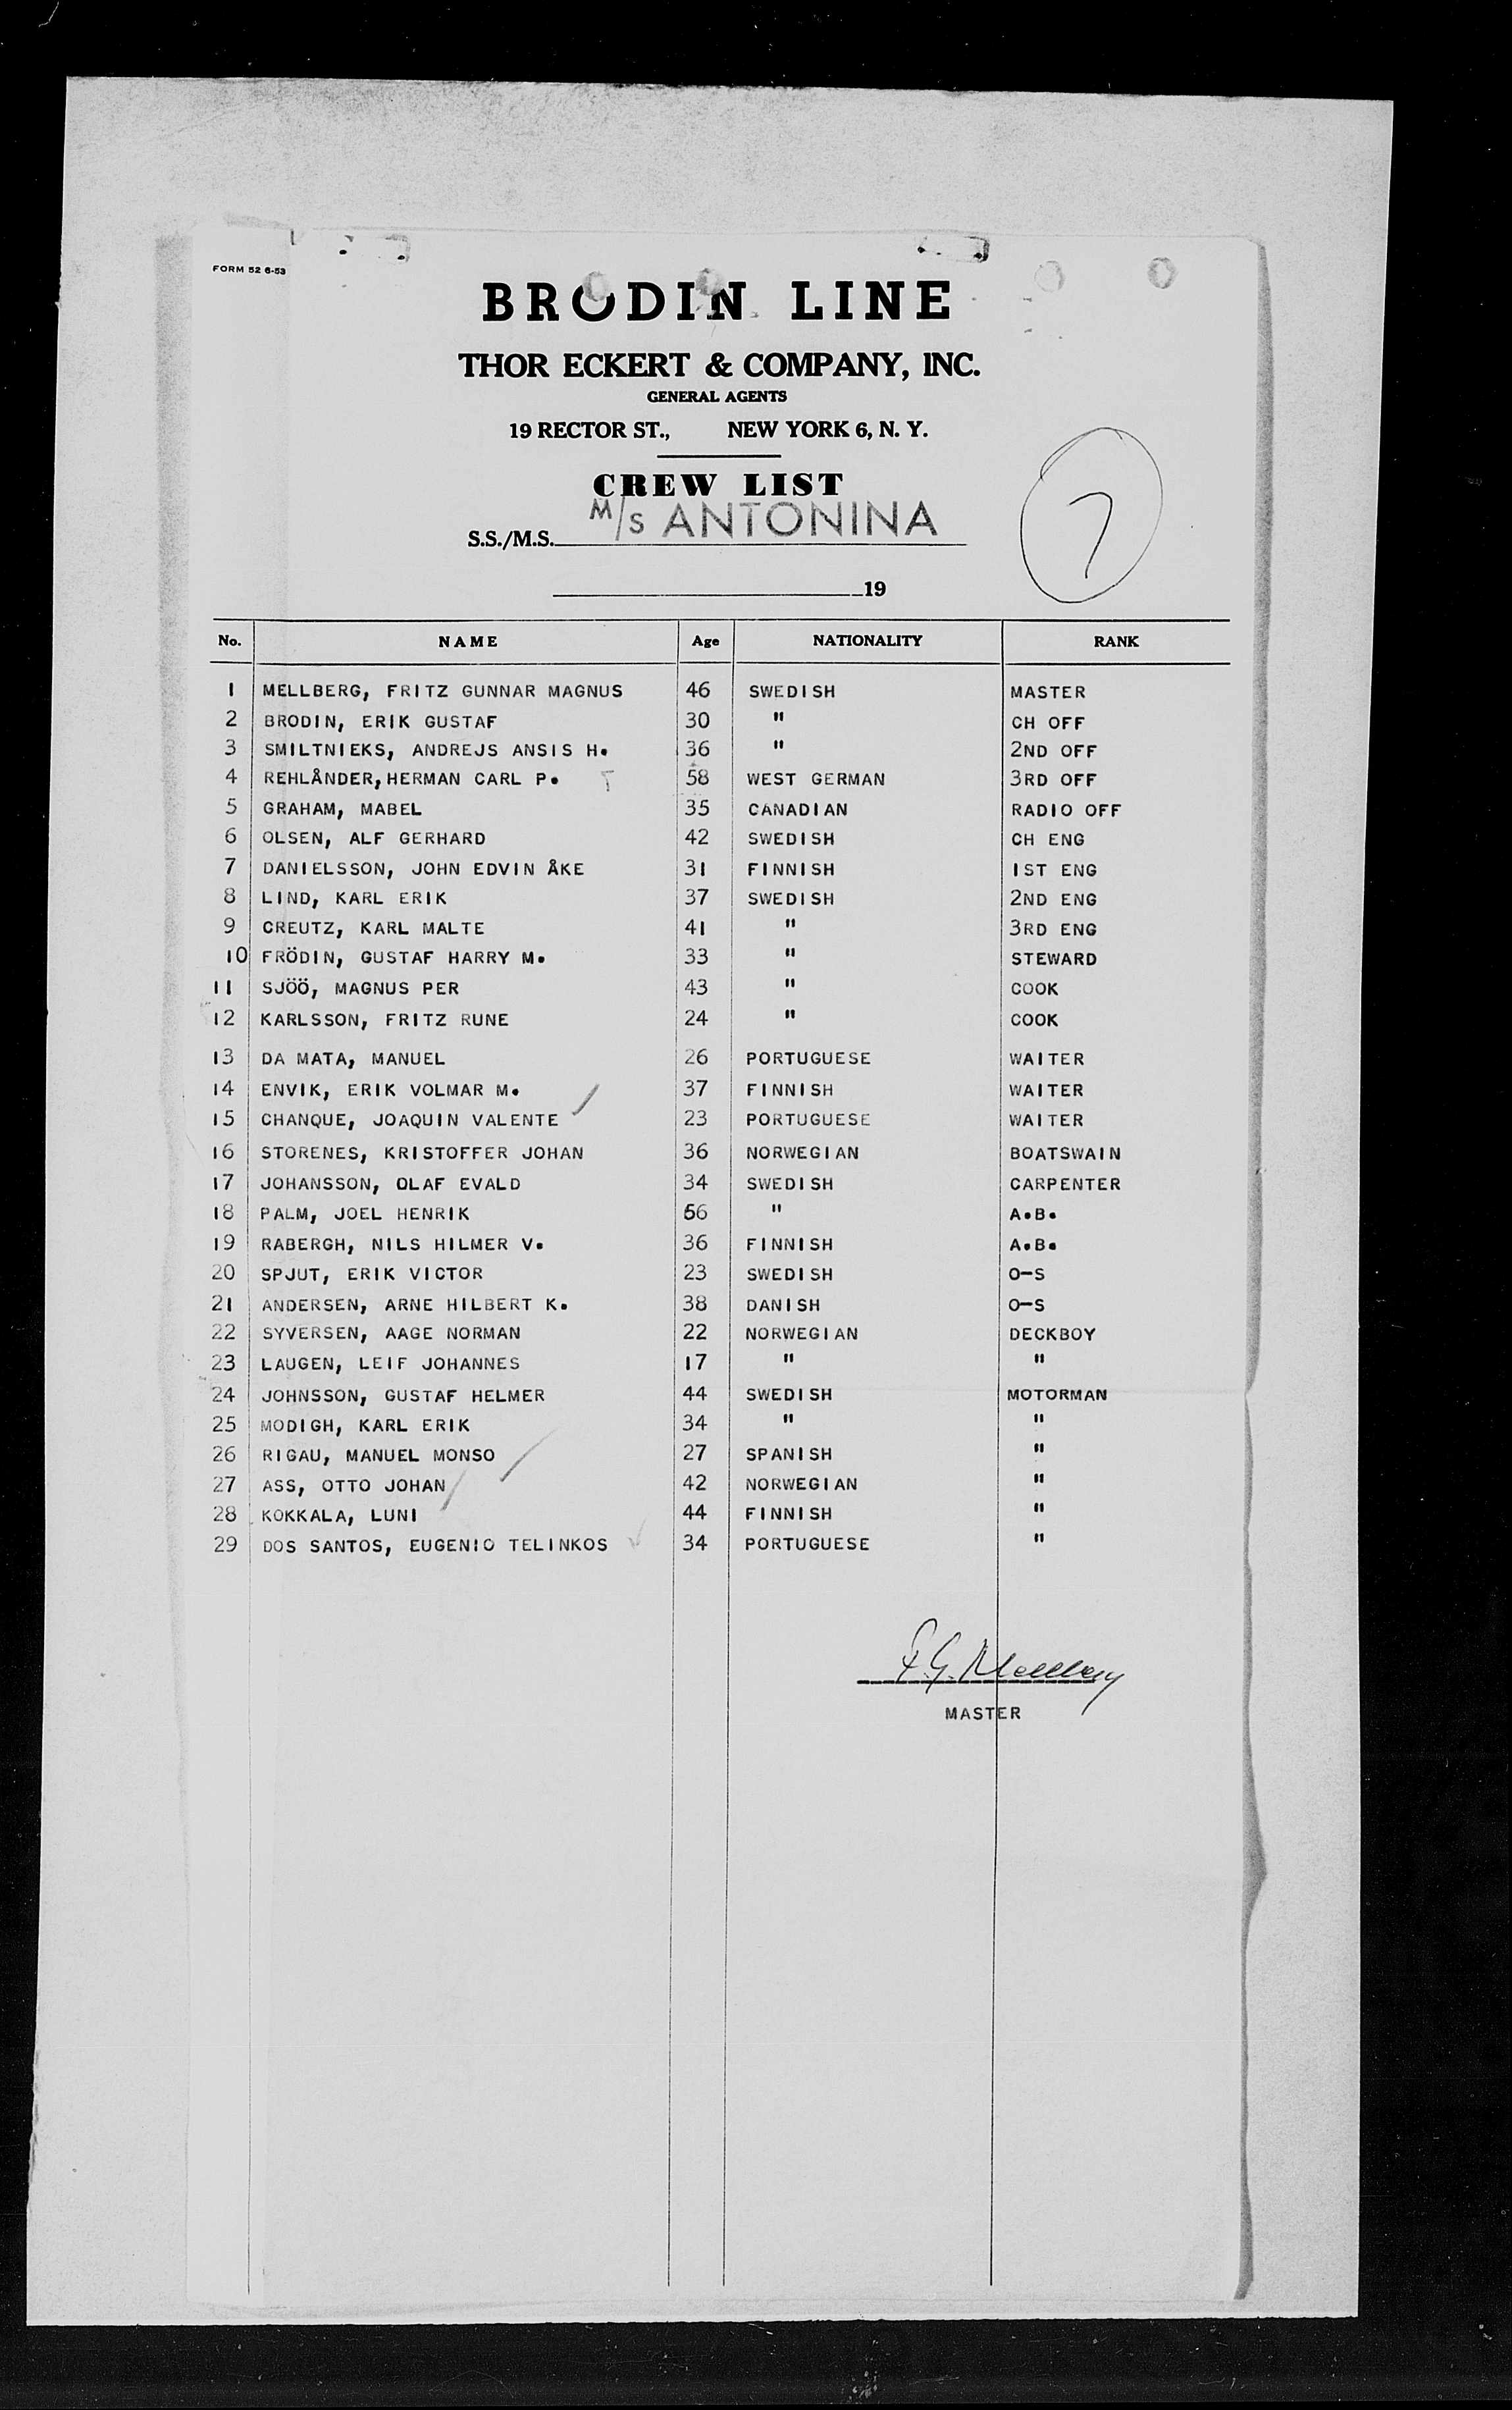 FORM 52 6-53
BRODIN LINE
THOR ECKERT & COMPANY, INC.
GENERAL AGENTS
19 RECTOR ST., NEW YORK 6, N. Y.
CREW LIST
7
S.S./M.S. M/S ANTONINA
19
No. NAME Age NATIONALITY RANK
1 MELLBERG, FRITZ GUNNAR MAGNUS 46 SWEDISH MASTER
2 BRODIN, ERIK GUSTAF 30 " CH OFF
3 SMILTNIEKS, ANDREJS ANSIS H. 36 " 2ND OFF
4 REHLÅNDER, HERMAN CARL P. 58 WEST GERMAN 3RD OFF
5 GRAHAM, MABEL 35 CANADIAN RADIO OFF
6 OLSEN, ALF GERHARD 42 SWEDISH CH ENG
7 DANIELSSON, JOHN EDVIN ÅKE 31 FINNISH 1ST ENG
8 LIND, KARL ERIK 37 SWEDISH 2ND ENG
9 CREUTZ, KARL MALTE 41 " 3RD ENG
10 FRÖDIN, GUSTAF HARRY M. 33 " STEWARD
11 SJÖÖ, MAGNUS PER 43 " COOK
12 KARLSSON, FRITZ RUNE 24 " COOK
13 DA MATA, MANUEL 26 PORTUGUESE WAITER
14 ENVIK, ERIK VOLMAR M. 37 FINNISH WAITER
15 CHANQUE, JOAQUIN VALENTE 23 PORTUGUESE WAITER
16 STORENES, KRISTOFFER JOHAN 36 NORWEGIAN BOATSWAIN
17 JOHANSSON, OLAF EVALD 34 SWEDISH CARPENTER
18 PALM, JOEL HENRIK 56 " A.B.
19 RABERGH, NILS HILMER V. 36 FINNISH A.B.
20 SPJUT, ERIK VICTOR 23 SWEDISH O-S
21 ANDERSEN, ARNE HILBERT K. 38 DANISH O-S
22 SYVERSEN, AAGE NORMAN 22 NORWEGIAN DECKBOY
23 LAUGEN, LEIF JOHANNES 17 " "
24 JOHNSSON, GUSTAF HELMER 44 SWEDISH MOTORMAN
25 MODIGH, KARL ERIK 34 " "
26 RIGAU, MANUEL MONSO 27 SPANISH "
27 ASS, OTTO JOHAN 42 NORWEGIAN "
28 KOKKALA, LUNI 44 FINNISH "
29 DOS SANTOS, EUGENIO TELINKOS 34 PORTUGUESE "
F.G. Mellberg
MASTER